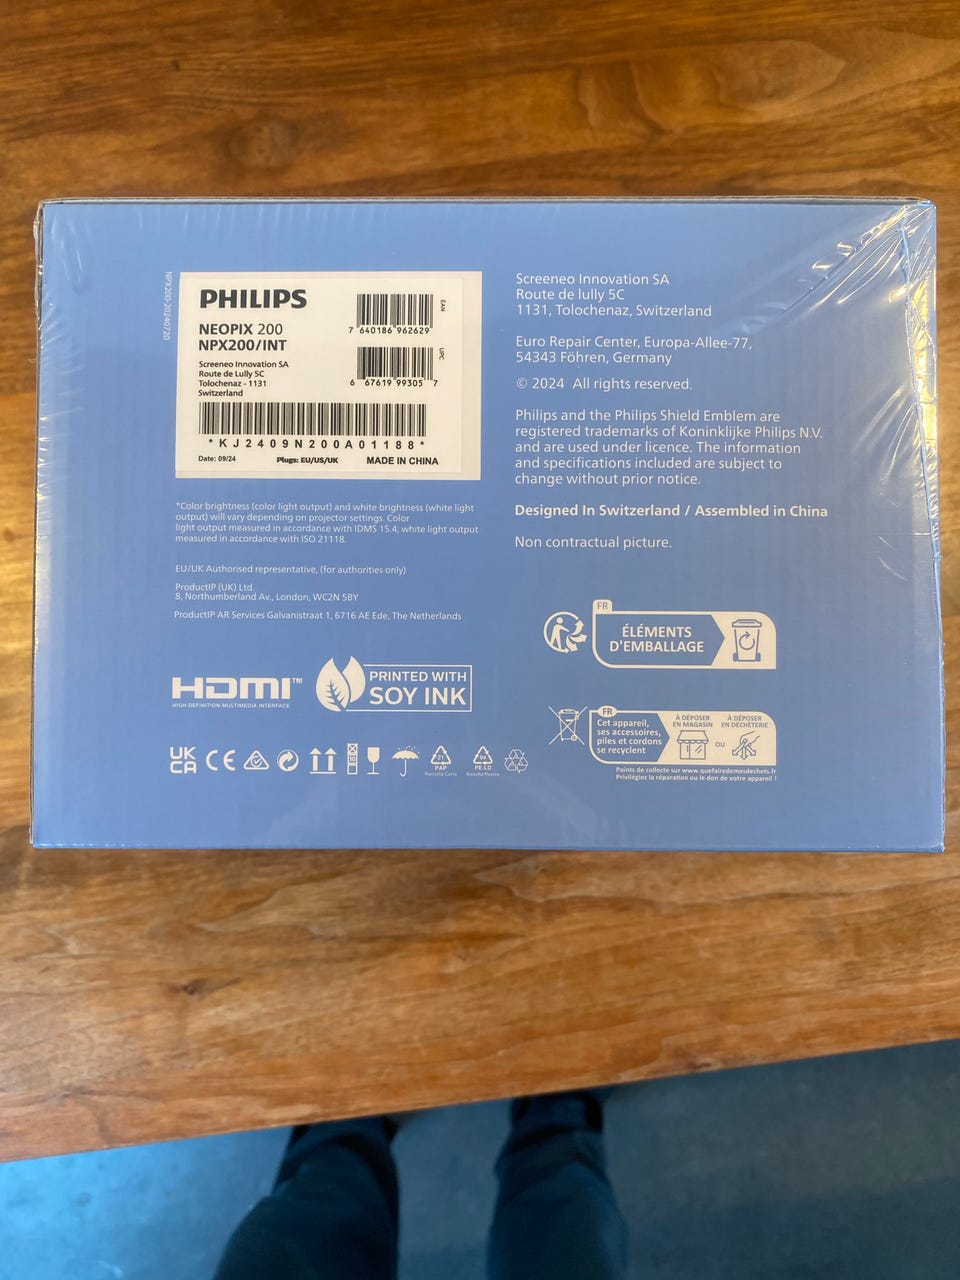 NPX200-20240720
PHILIPS
NEOPIX 200
NPX200/INT
Screeneo Innovation SA
Route de Lully 5C
Tolochenaz - 1131
Switzerland
EAN
7 640186 962629
UPC
6 67619 99305 7
*KJ2409N200A01188*
Date: 09/24 Plugs: EU/US/UK MADE IN CHINA
*Color brightness (color light output) and white brightness (white light
output) will vary depending on projector settings. Color
light output measured in accordance with IDMS 15.4; white light output
measured in accordance with ISO 21118.
EU/UK Authorised representative, (for authorities only)
ProductIP (UK) Ltd.
8, Northumberland Av., London, WC2N 5BY
ProductIP AR Services Galvanistraat 1, 6716 AE Ede, The Netherlands
HDMI™
HIGH-DEFINITION MULTIMEDIA INTERFACE
PRINTED WITH
SOY INK
UK
CA
CE
10
21
PAP
Raccolta Carta
04
PE-LD
Raccolta Plastica
Screeneo Innovation SA
Route de lully 5C
1131, Tolochenaz, Switzerland
Euro Repair Center, Europa-Allee-77,
54343 Föhren, Germany
© 2024 All rights reserved.
Philips and the Philips Shield Emblem are
registered trademarks of Koninklijke Philips N.V.
and are used under licence. The information
and specifications included are subject to
change without prior notice.
Designed In Switzerland / Assembled in China
Non contractual picture.
FR
ÉLÉMENTS
D'EMBALLAGE
FR
Cet appareil,
ses accessoires,
piles et cordons
se recyclent
À DÉPOSER
EN MAGASIN
OU
À DÉPOSER
EN DÉCHÈTERIE
Points de collecte sur www.quefairedemesdechets.fr
Privilégiez la réparation ou le don de votre appareil !